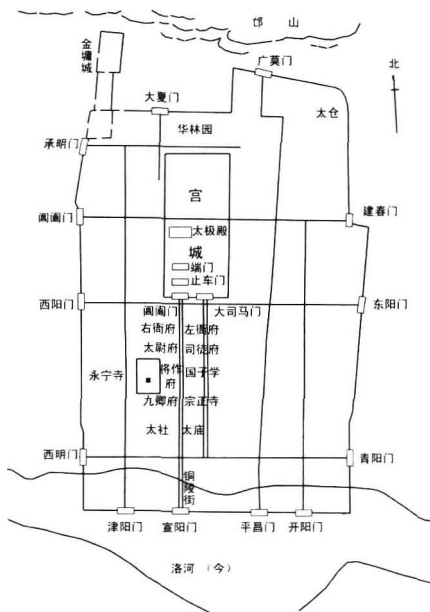 邙 山
金墉城
广莫门
北
大夏门
太仓
华林园
承明门
宫
建春门
阊阖门
太极殿
城
端门
止车门
西阳门
东阳门
阊阖门
大司马门
右衙府
左衙府
太尉府
司徒府
永宁寺
将作府
国子学
九卿府
宗正寺
太社
太庙
西明门
青阳门
铜陵街
津阳门
宣阳门
平昌门
开阳门
洛河（今）